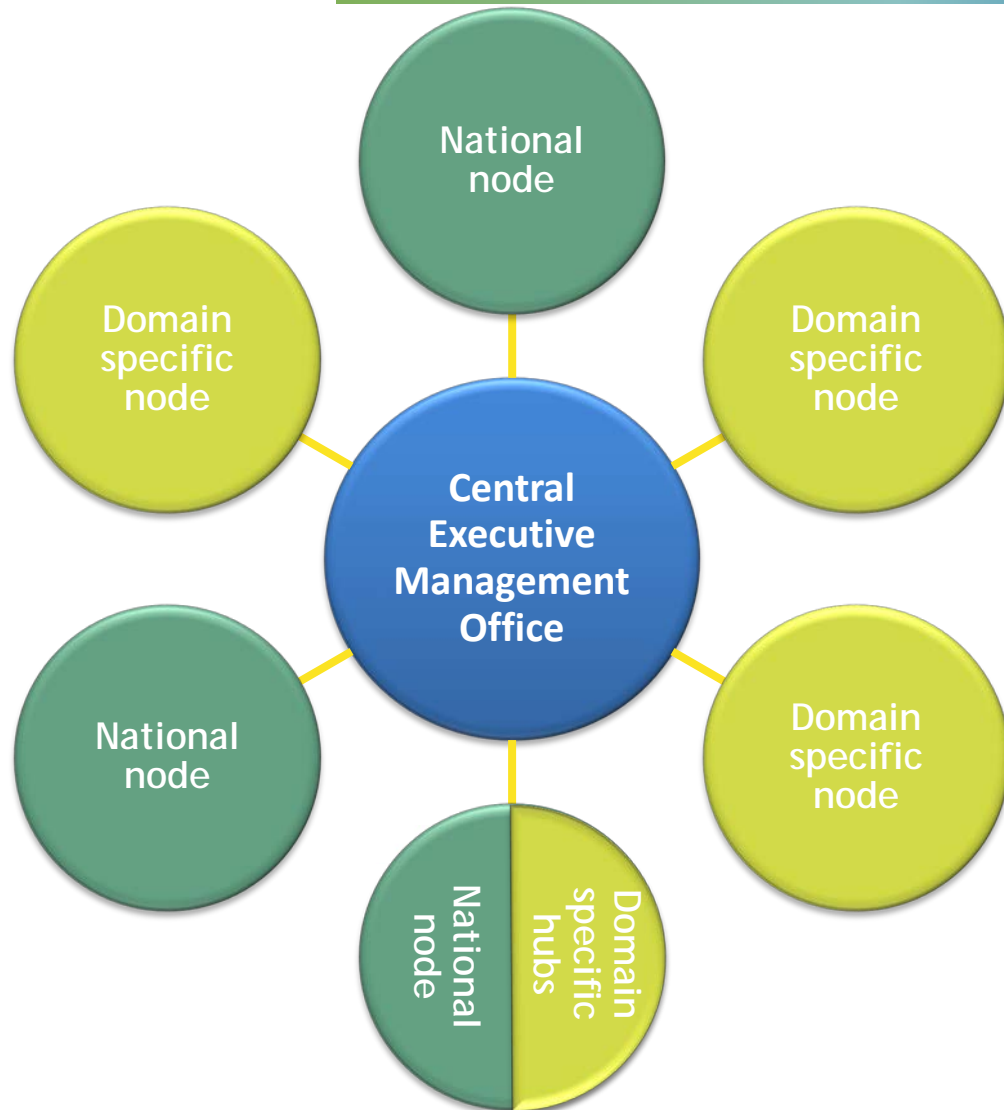 National
node
Domain
specific
node
Domain
specific
node
Central
Executive
Management
Office
National
node
Domain
specific
node
National
node
Domain
specific
hubs